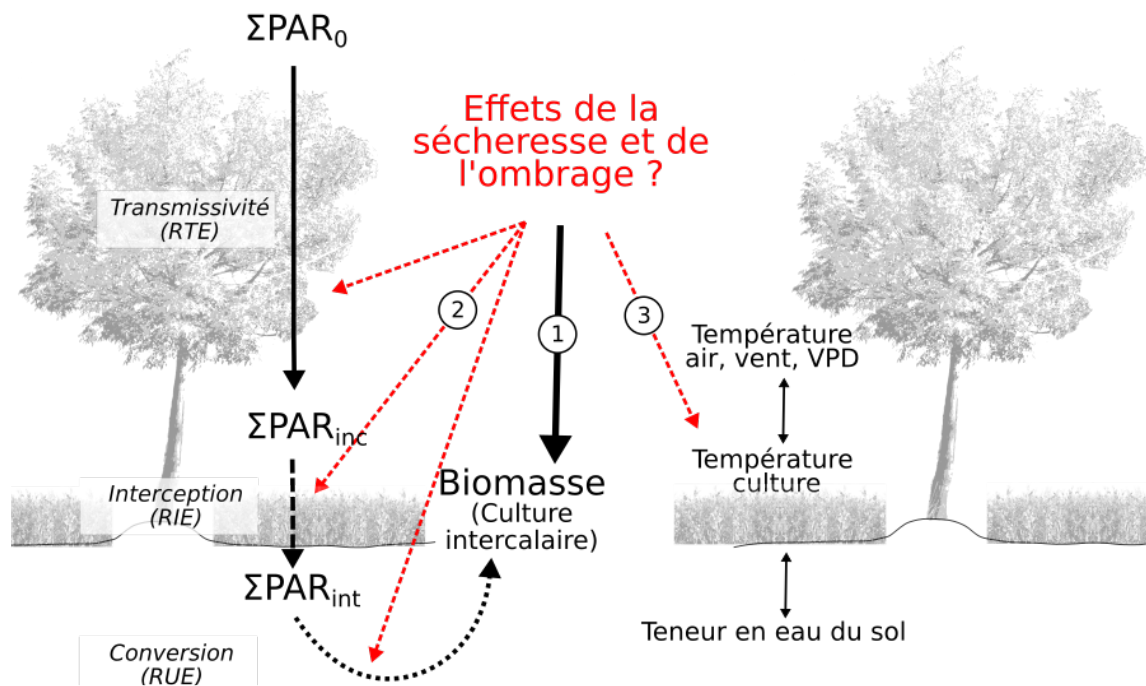 ΣPAR₀
Effets de la
sécheresse et de
l'ombrage ?
Transmissivité
(RTE)
2
1
3
Température
air, vent, VPD
ΣPARinc
Température
culture
Interception
(RIE)
Biomasse
(Culture
intercalaire)
ΣPARint
Teneur en eau du sol
Conversion
(RUE)